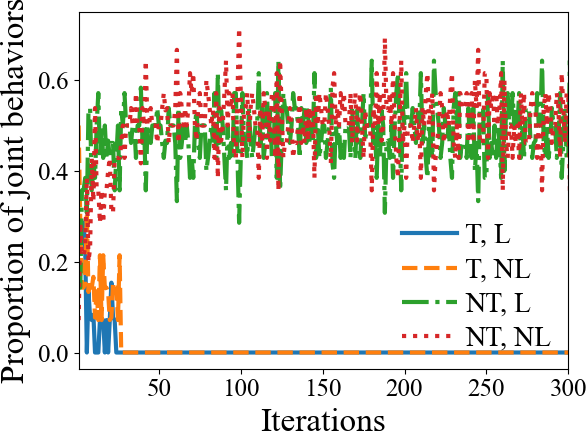 Proportion of joint behaviors
0.6
0.4
0.2
0.0
T, L
T, NL
NT, L
NT, NL
50 100 150 200 250 300
Iterations